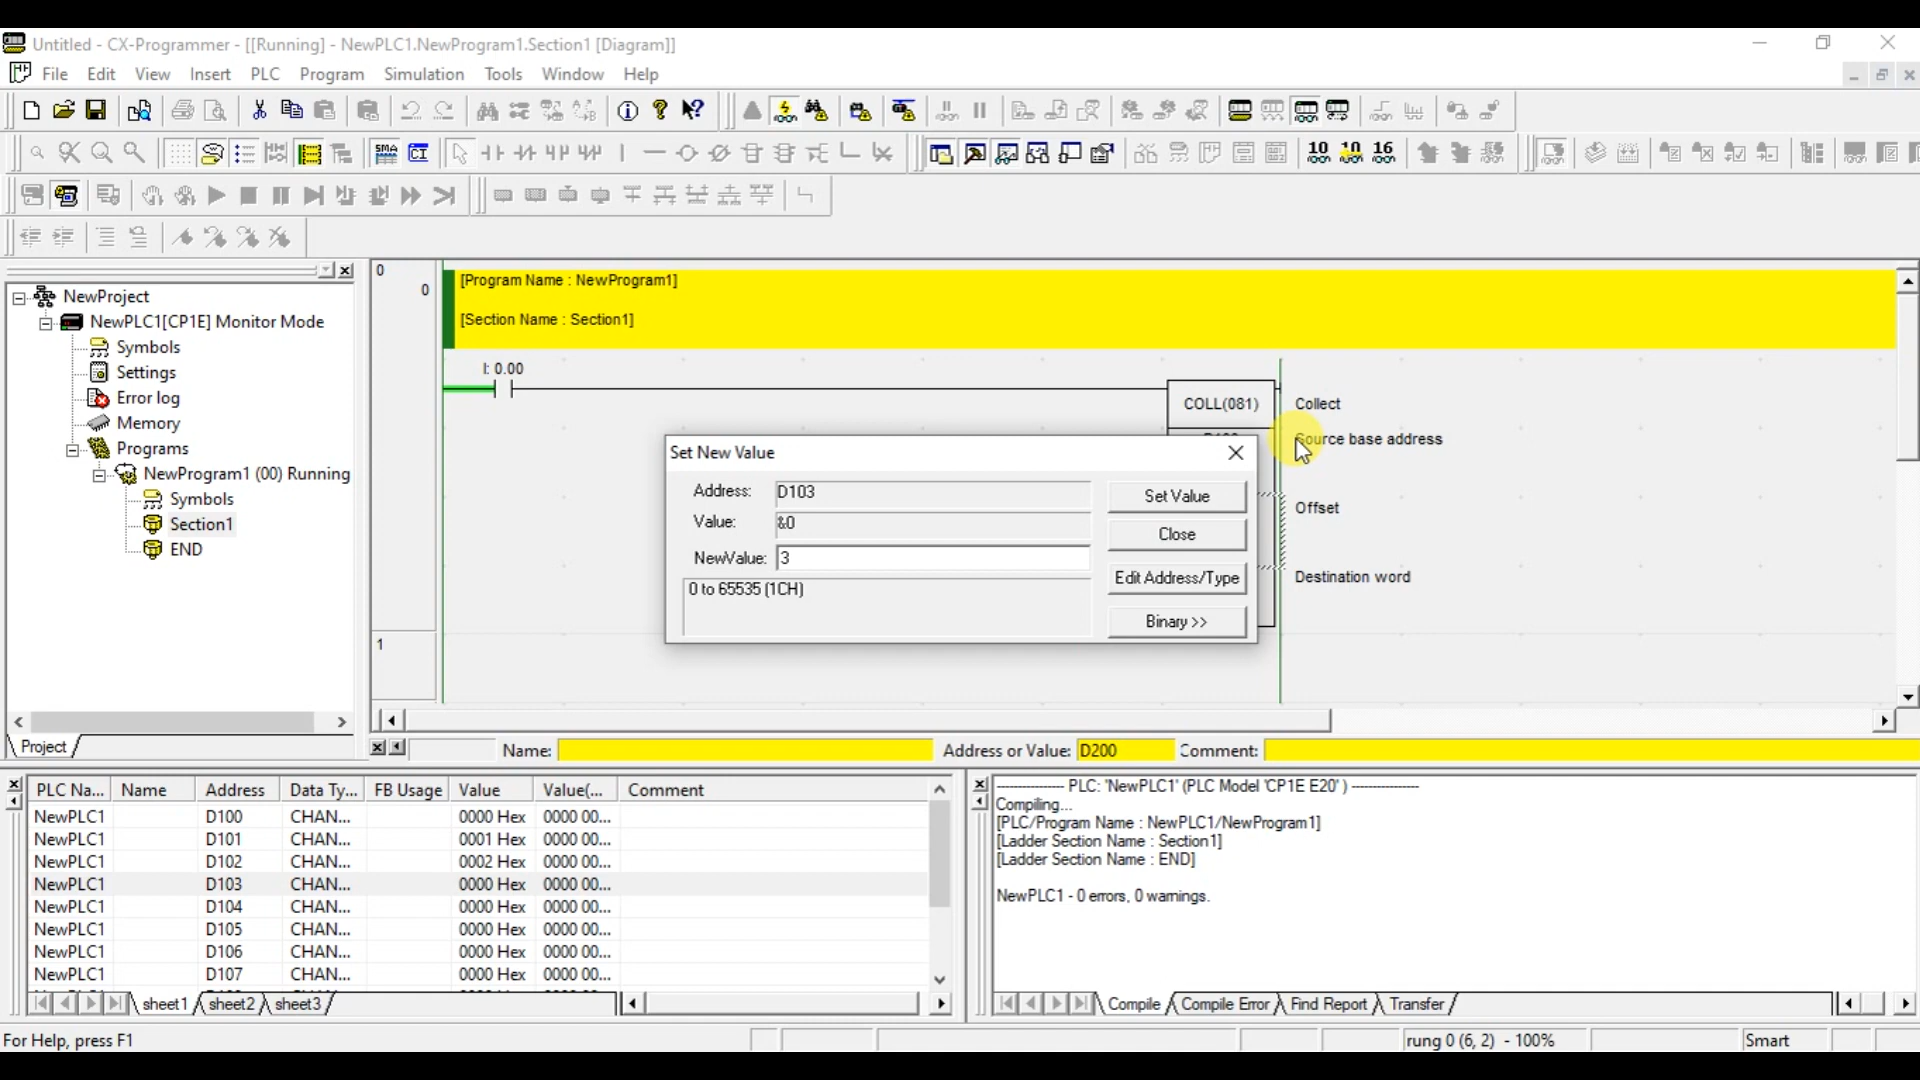 Untitled - CX-Programmer - [[Running] - NewPLC1.NewProgram1.Section1 [Diagram]]
File Edit View Insert PLC Program Simulation Tools Window Help
SMA CI 10 10 16
NewProject
NewPLC1[CP1E] Monitor Mode
Symbols
Settings
Error log
Memory
Programs
NewProgram1 (00) Running
Symbols
Section1
END
Project
0
0
[Program Name : NewProgram1]
[Section Name : Section1]
I: 0.00
COLL(081) Collect
Source base address
Offset
Destination word
1
Set New Value
Address: D103 Set Value
Value: &0 Close
NewValue: 3 Edit Address/Type
0 to 65535 (1CH)
Binary >>
Name: Address or Value: D200 Comment:
PLC Na... Name Address Data Ty... FB Usage Value Value(... Comment
NewPLC1 D100 CHAN... 0000 Hex 0000 00...
NewPLC1 D101 CHAN... 0001 Hex 0000 00...
NewPLC1 D102 CHAN... 0002 Hex 0000 00...
NewPLC1 D103 CHAN... 0000 Hex 0000 00...
NewPLC1 D104 CHAN... 0000 Hex 0000 00...
NewPLC1 D105 CHAN... 0000 Hex 0000 00...
NewPLC1 D106 CHAN... 0000 Hex 0000 00...
NewPLC1 D107 CHAN... 0000 Hex 0000 00...
sheet1 sheet2 sheet3
---------------- PLC: 'NewPLC1' (PLC Model 'CP1E E20') ----------------
Compiling...
[PLC/Program Name : NewPLC1/NewProgram1]
[Ladder Section Name : Section1]
[Ladder Section Name : END]
NewPLC1 - 0 errors, 0 warnings.
Compile Compile Error Find Report Transfer
For Help, press F1 rung 0 (6, 2) - 100% Smart